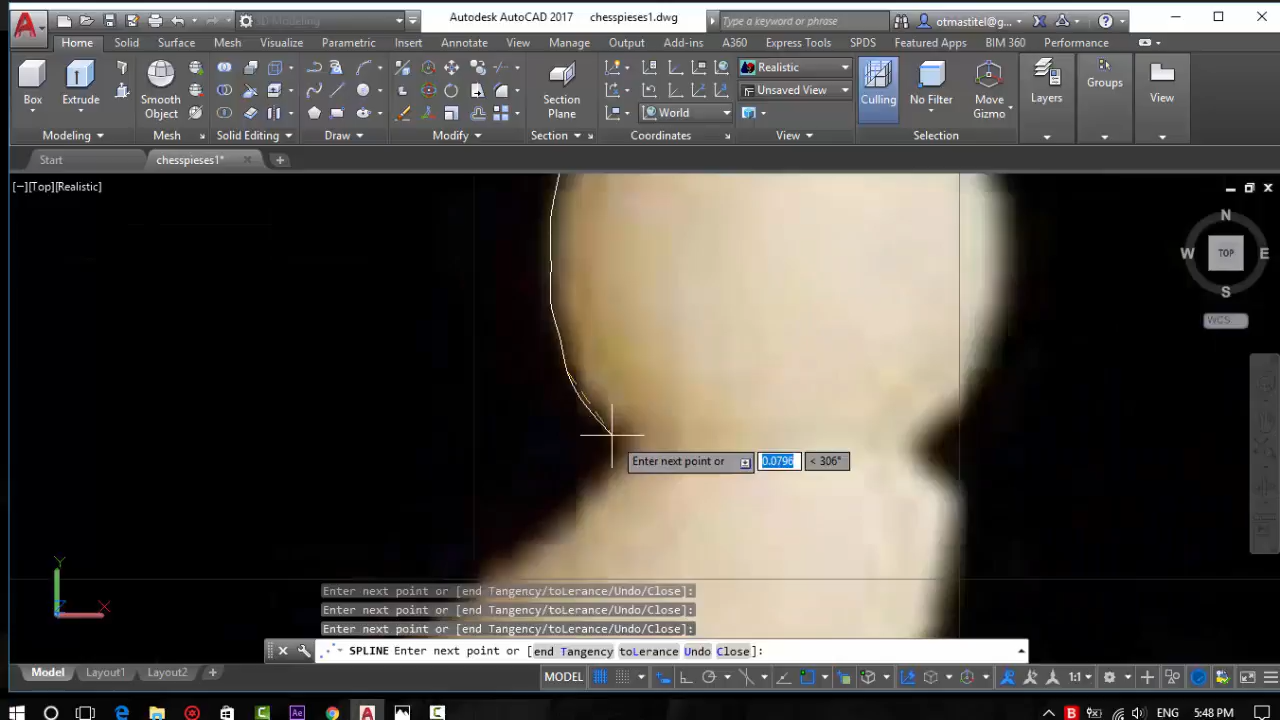 3D Modeling
Autodesk AutoCAD 2017 chesspieses1.dwg
Type a keyword or phrase
otmastitel@g...
Home Solid Surface Mesh Visualize Parametric Insert Annotate View Manage Output Add-ins A360 Express Tools SPDS Featured Apps BIM 360 Performance
Realistic
Unsaved View
World
Box Extrude Smooth Object Section Plane Culling No Filter Move Gizmo Layers Groups View
Modeling Mesh Solid Editing Draw Modify Section Coordinates View Selection
Start chesspieses1* +
[−][Top][Realistic]
N
W TOP E
S
WCS
Enter next point or 0.0796 < 306°
Y
X
Enter next point or [end Tangency/toLerance/Undo/Close]:
Enter next point or [end Tangency/toLerance/Undo/Close]:
Enter next point or [end Tangency/toLerance/Undo/Close]:
SPLINE Enter next point or [end Tangency toLerance Undo Close]:
Model Layout1 Layout2 + MODEL 1:1
ENG 5:48 PM